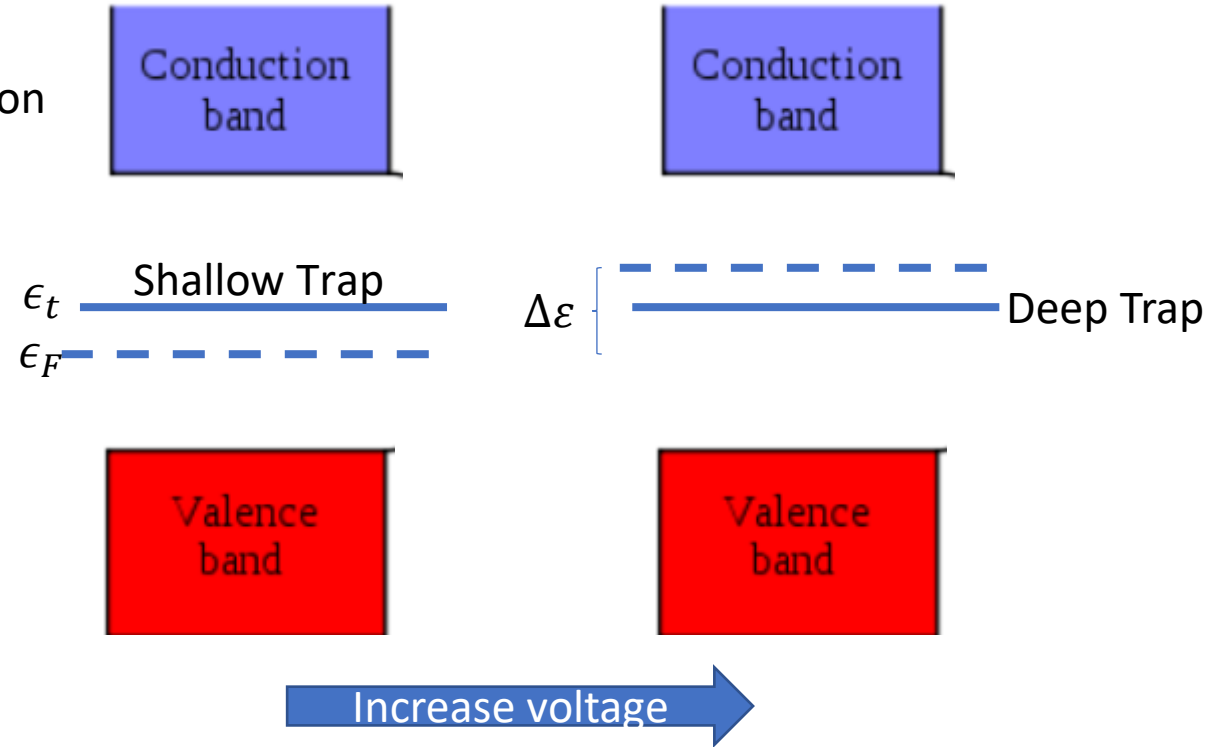 Conduction
band
Conduction
band
on
Shallow Trap
ϵt
Δε
Deep Trap
ϵF
Valence
band
Valence
band
Increase voltage